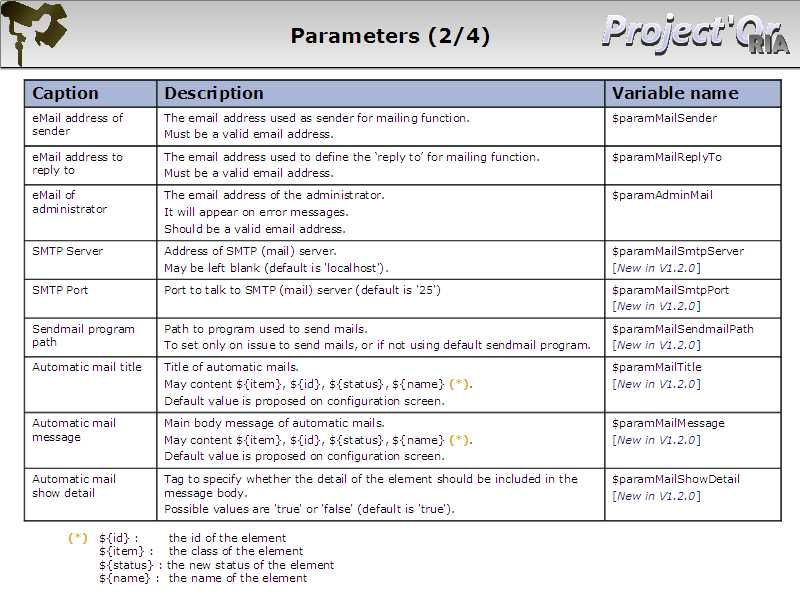 Parameters (2/4)
Project'Or
RIA
Caption Description Variable name
eMail address of The email address used as sender for mailing function. $paramMailSender
sender Must be a valid email address.
eMail address to The email address used to define the ‘reply to’ for mailing function. $paramMailReplyTo
reply to Must be a valid email address.
eMail of The email address of the administrator. $paramAdminMail
administrator It will appear on error messages.
Should be a valid email address.
SMTP Server Address of SMTP (mail) server. $paramMailSmtpServer
May be left blank (default is 'localhost'). [New in V1.2.0]
SMTP Port Port to talk to SMTP (mail) server (default is '25') $paramMailSmtpPort
[New in V1.2.0]
Sendmail program Path to program used to send mails. $paramMailSendmailPath
path To set only on issue to send mails, or if not using default sendmail program. [New in V1.2.0]
Automatic mail title Title of automatic mails. $paramMailTitle
May content ${item}, ${id}, ${status}, ${name} (*). [New in V1.2.0]
Default value is proposed on configuration screen.
Automatic mail Main body message of automatic mails. $paramMailMessage
message May content ${item}, ${id}, ${status}, ${name} (*). [New in V1.2.0]
Default value is proposed on configuration screen.
Automatic mail Tag to specify whether the detail of the element should be included in the $paramMailShowDetail
show detail message body. [New in V1.2.0]
Possible values are 'true' or 'false' (default is 'true').
(*) ${id} : the id of the element
${item} : the class of the element
${status} : the new status of the element
${name} : the name of the element